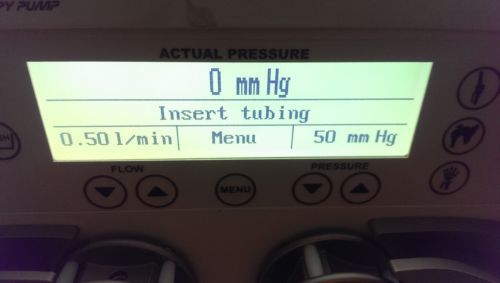 PY PUMP
ACTUAL PRESSURE
0 mm Hg
Insert tubing
0.50 l/min Menu 50 mm Hg
FLOW PRESSURE
MENU